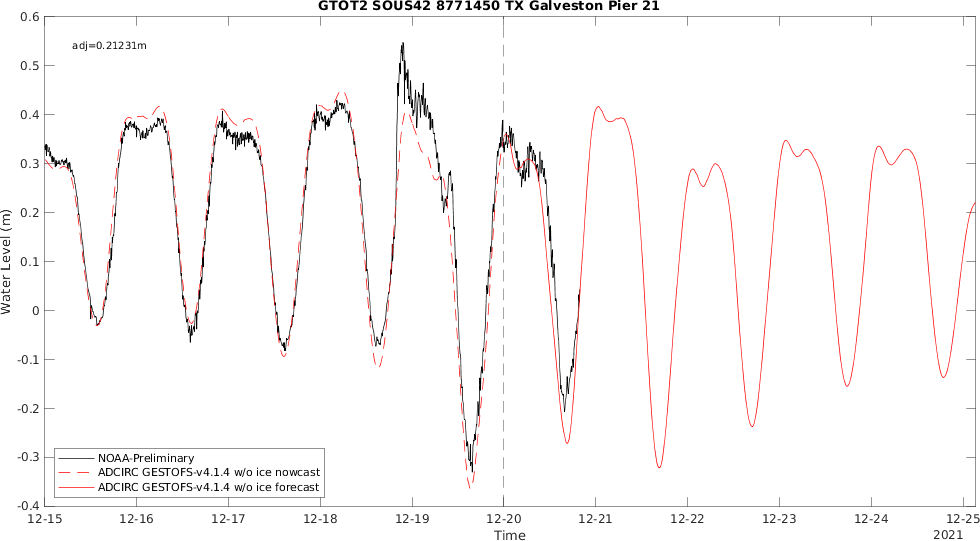 GTOT2 SOUS42 8771450 TX Galveston Pier 21
0.6
0.5
0.4
0.3
0.2
0.1
0
-0.1
-0.2
-0.3
-0.4
Water Level (m)
adj=0.21231m
NOAA-Preliminary
ADCIRC GESTOFS-v4.1.4 w/o ice nowcast
ADCIRC GESTOFS-v4.1.4 w/o ice forecast
12-15 12-16 12-17 12-18 12-19 12-20 12-21 12-22 12-23 12-24 12-25
Time
2021